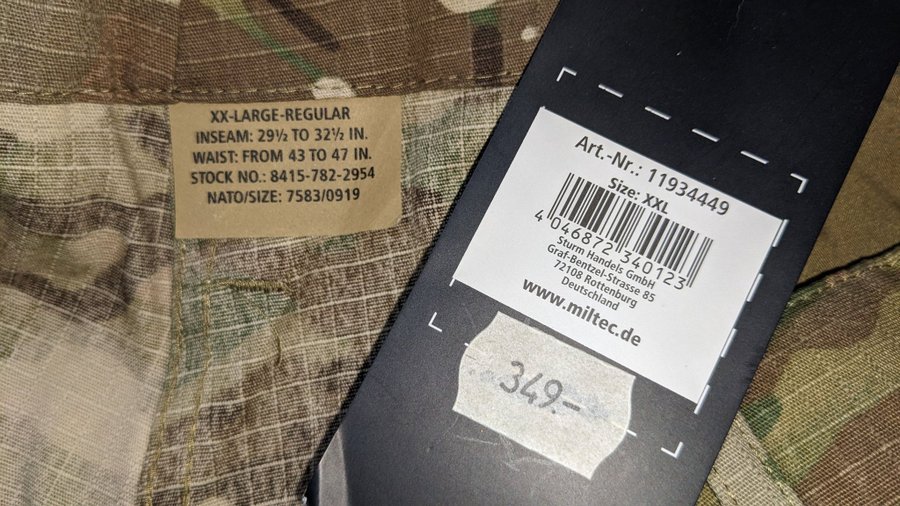 XX-LARGE-REGULAR
INSEAM: 29½ TO 32½ IN.
WAIST: FROM 43 TO 47 IN.
STOCK NO.: 8415-782-2954
NATO/SIZE: 7583/0919
Art.-Nr.: 11934449
Size: XXL
4 046872 340123
Sturm Handels GmbH
Graf-Bentzel-Strasse 85
72108 Rottenburg
Deutschland
www.miltec.de
349.-